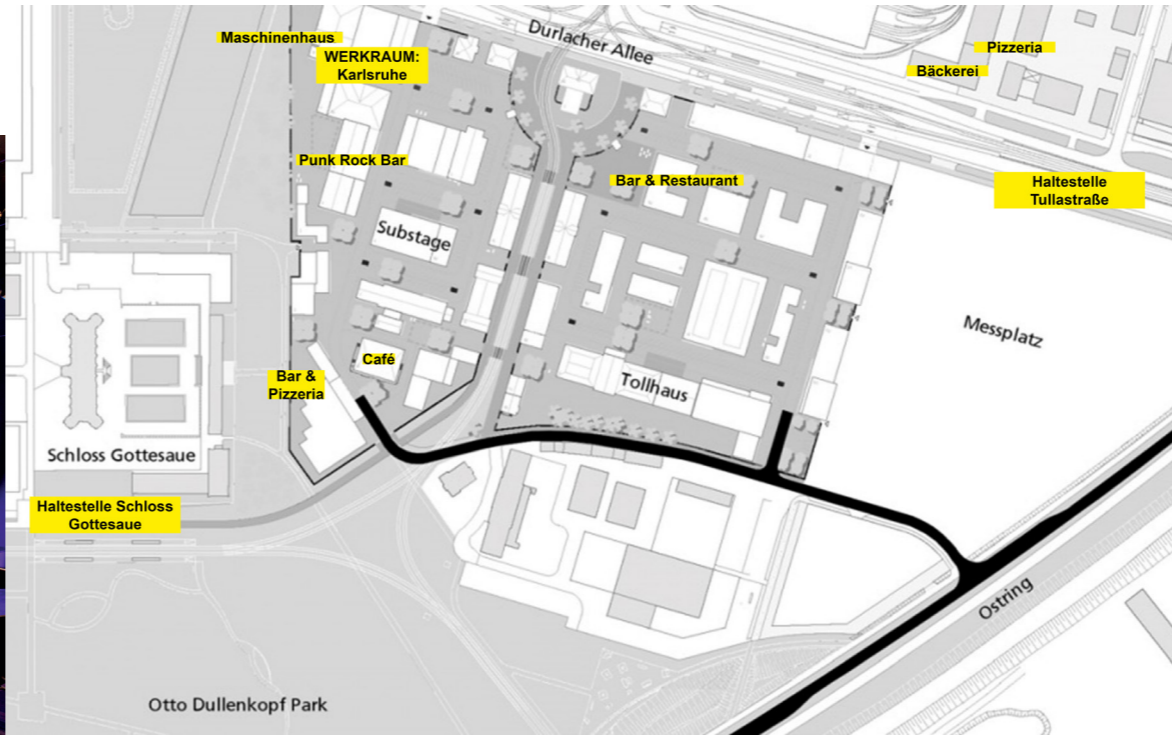 Maschinenhaus
WERKRAUM:
Karlsruhe
Durlacher Allee
Pizzeria
Bäckerei
Punk Rock Bar
Bar & Restaurant
Haltestelle
Tullastraße
Substage
Messplatz
Café
Bar &
Pizzeria
Tollhaus
Schloss Gottesaue
Haltestelle Schloss
Gottesaue
Ostring
Otto Dullenkopf Park